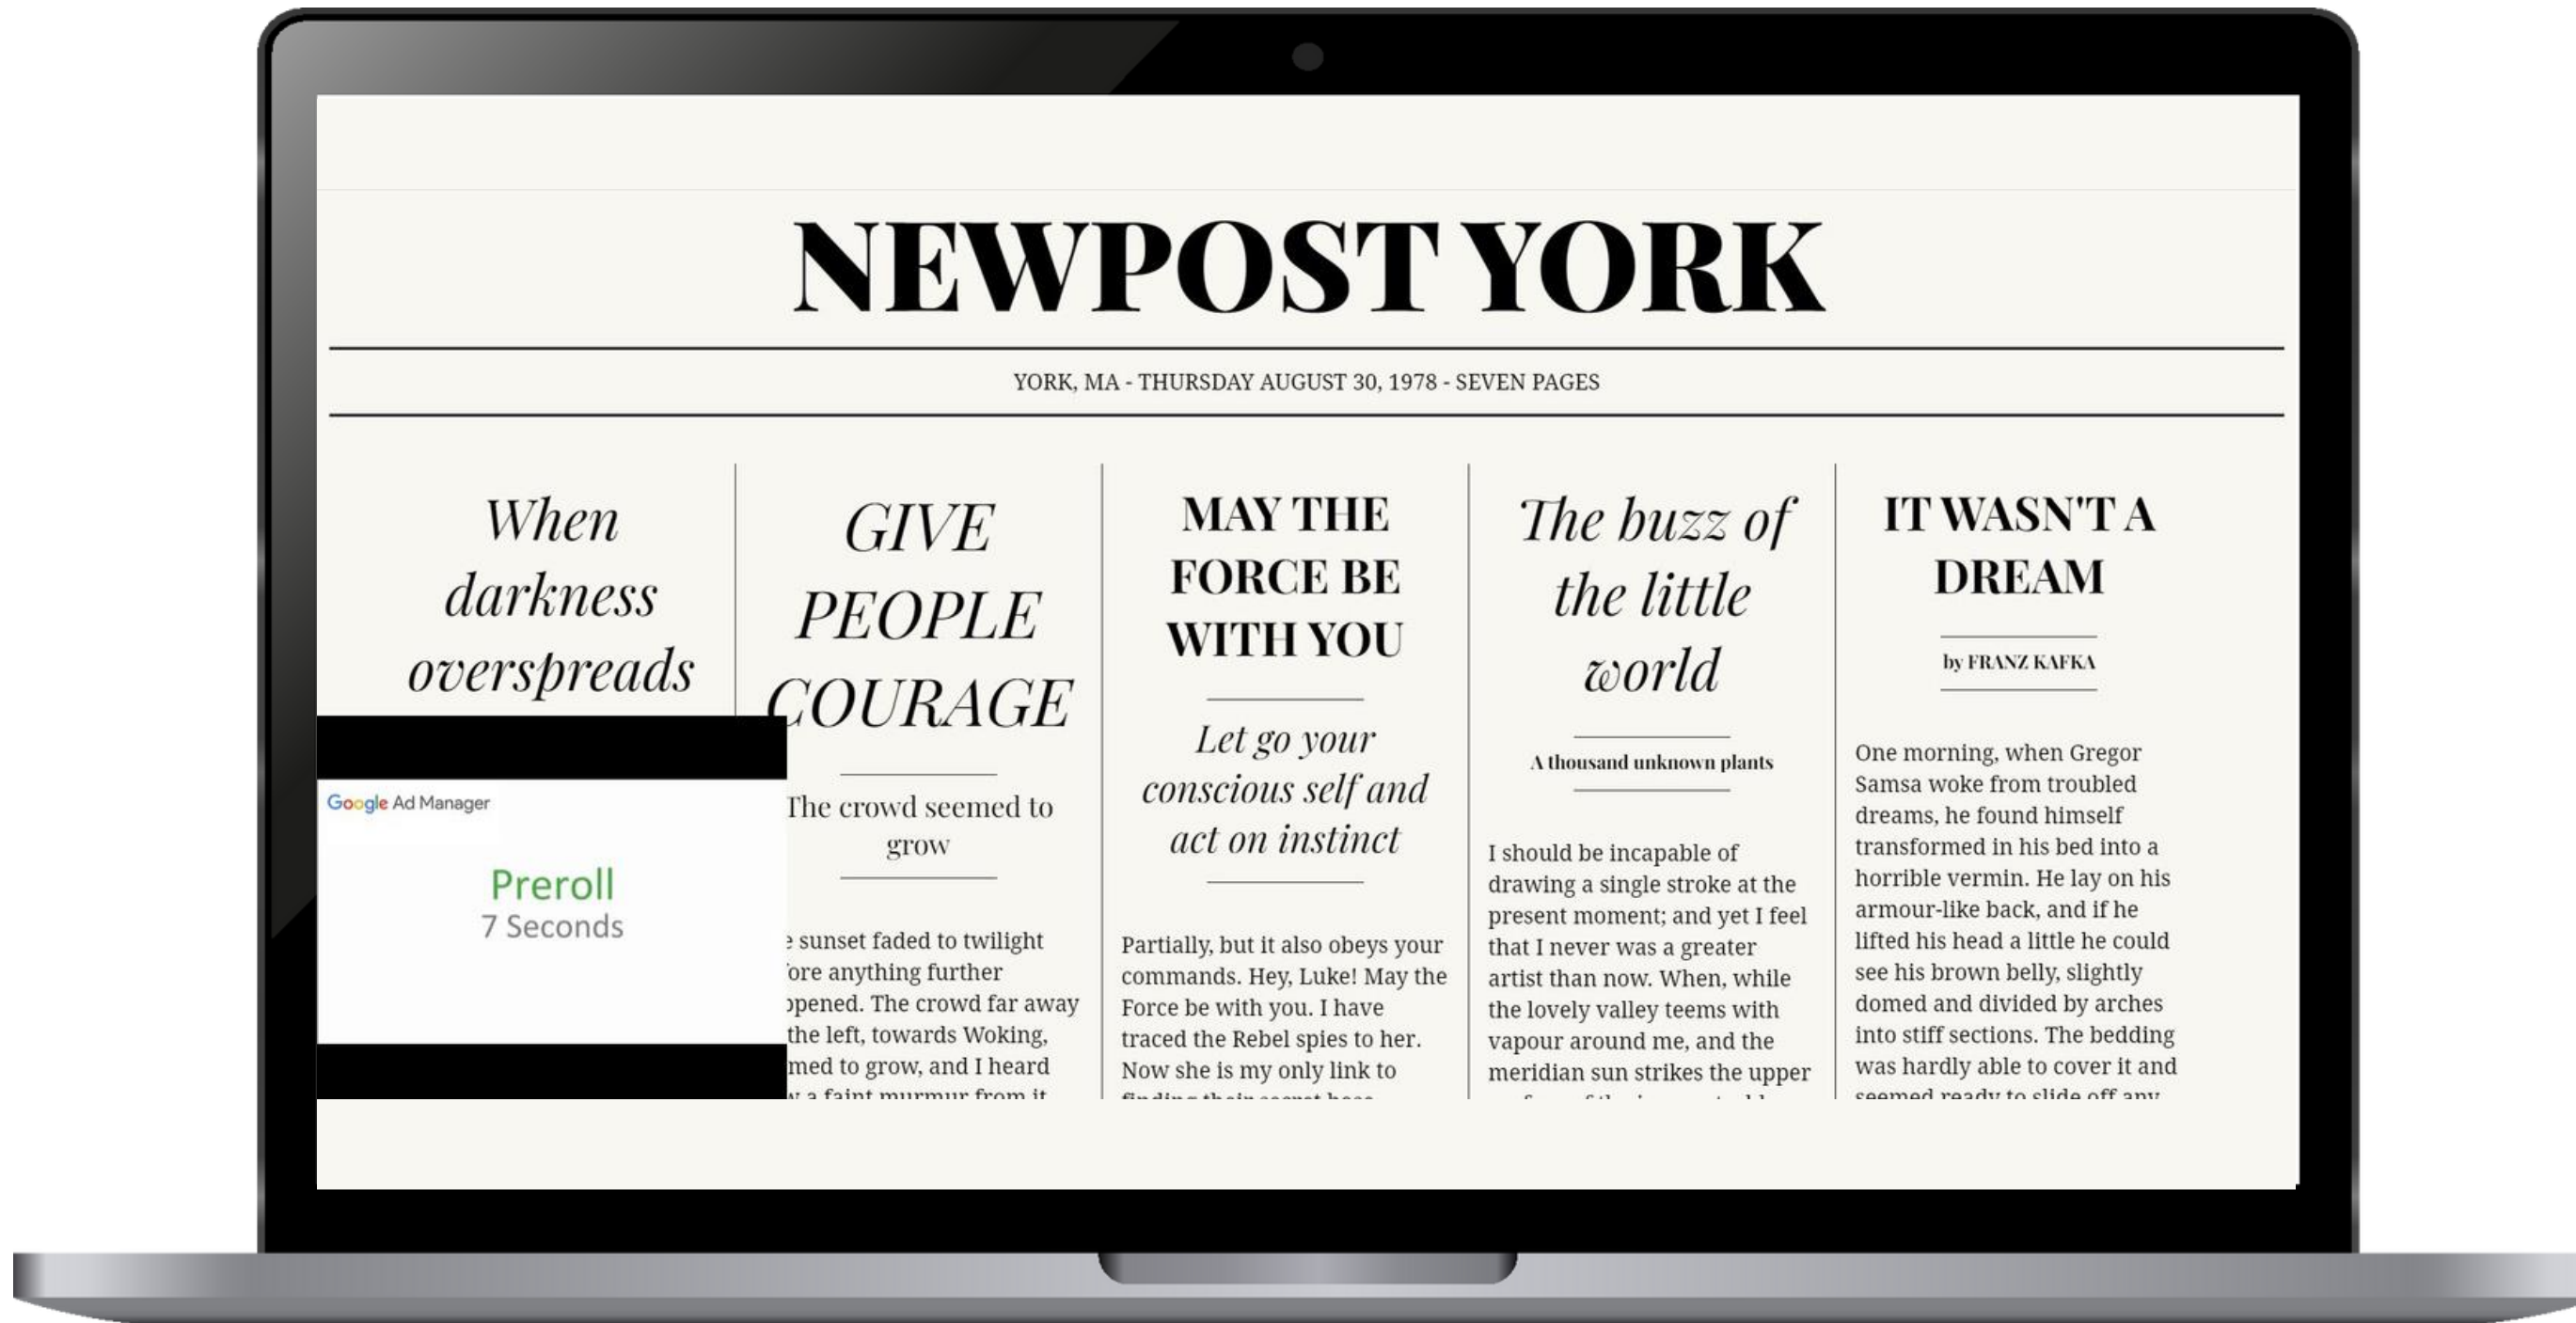 NEWPOST YORK
YORK, MA - THURSDAY AUGUST 30, 1978 - SEVEN PAGES
When
darkness
overspreads
Google Ad Manager
Preroll
7 Seconds
GIVE
PEOPLE
COURAGE
The crowd seemed to
grow
sunset faded to twilight
anything further
The crowd far away
the left, towards Woking,
to grow, and I heard
a faint murmur from it
MAY THE
FORCE BE
WITH YOU
Let go your
conscious self and
act on instinct
Partially, but it also obeys your
commands. Hey, Luke! May the
Force be with you. I have
traced the Rebel spies to her.
Now she is my only link to
The buzz of
the little
world
A thousand unknown plants
I should be incapable of
drawing a single stroke at the
present moment; and yet I feel
that I never was a greater
artist than now. When, while
the lovely valley teems with
vapour around me, and the
meridian sun strikes the upper
IT WASN'T A
DREAM
by FRANZ KAFKA
One morning, when Gregor
Samsa woke from troubled
dreams, he found himself
transformed in his bed into a
horrible vermin. He lay on his
armour-like back, and if he
lifted his head a little he could
see his brown belly, slightly
domed and divided by arches
into stiff sections. The bedding
was hardly able to cover it and
seemed ready to slide off any